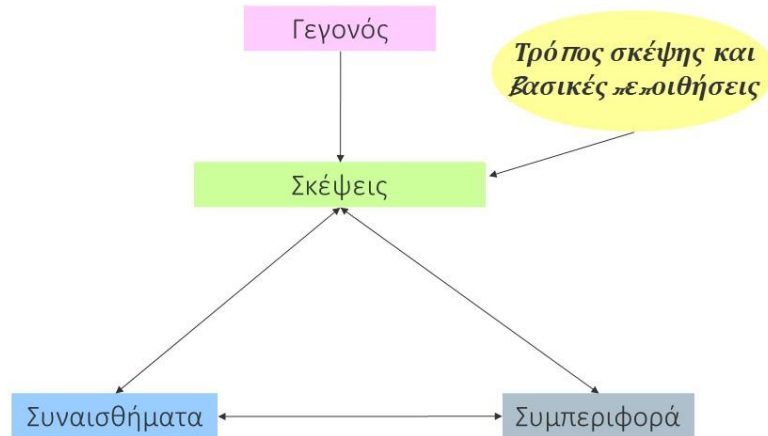 Γεγονός
Τρόπος σκέψης και
βασικές πεποιθήσεις
Σκέψεις
Συναισθήματα
Συμπεριφορά